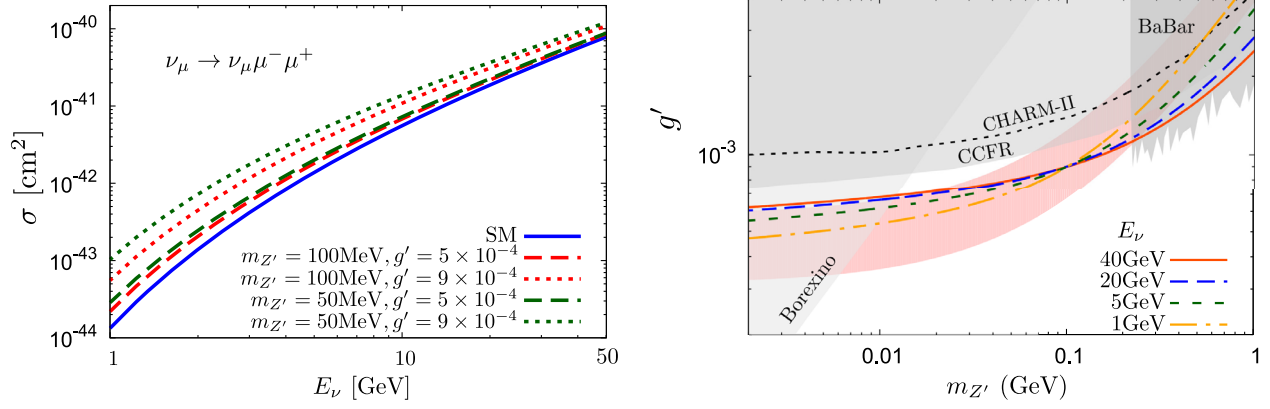 σ [cm²]
10⁻⁴⁰
10⁻⁴¹
10⁻⁴²
10⁻⁴³
10⁻⁴⁴
ν_μ → ν_μ μ⁻ μ⁺
SM
m_Z′ = 100MeV, g′ = 5 × 10⁻⁴
m_Z′ = 100MeV, g′ = 9 × 10⁻⁴
m_Z′ = 50MeV, g′ = 5 × 10⁻⁴
m_Z′ = 50MeV, g′ = 9 × 10⁻⁴
1 10 50
E_ν [GeV]
g′
10⁻³
BaBar
CHARM-II
CCFR
Borexino
E_ν
40GeV
20GeV
5GeV
1GeV
0.01 0.1 1
m_Z′ (GeV)